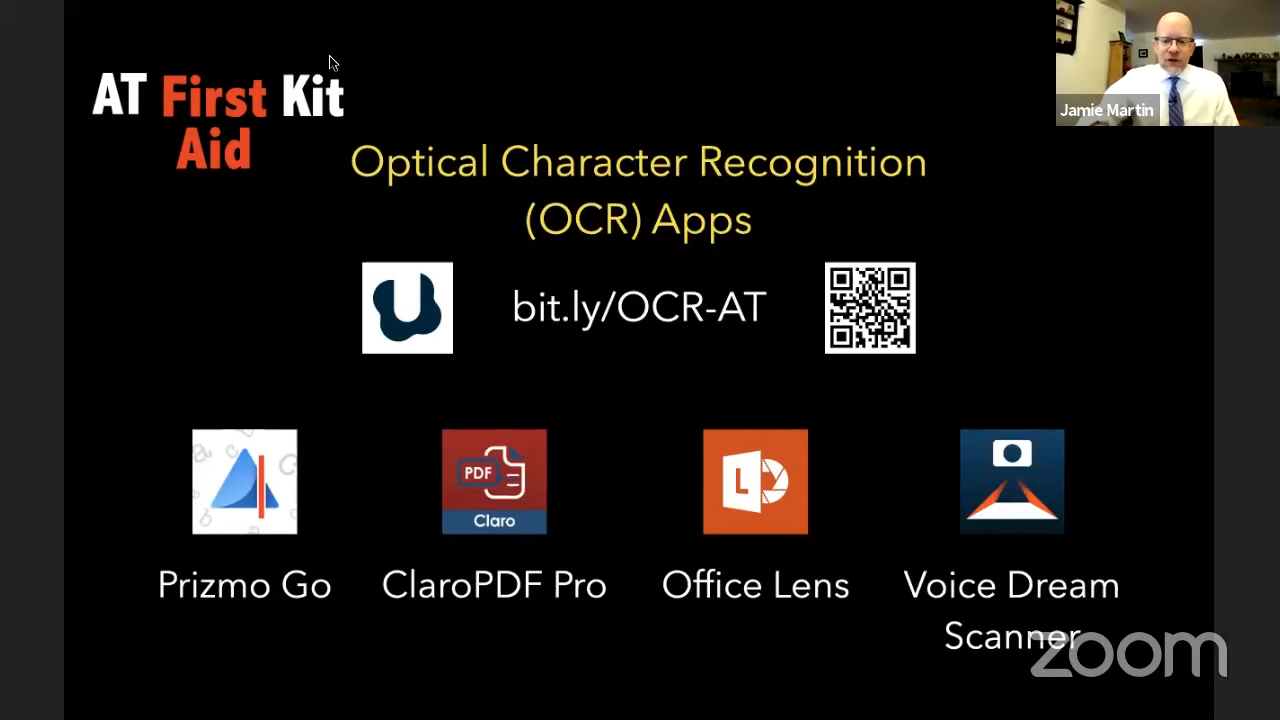 AT First Kit
Aid
Jamie Martin
Optical Character Recognition
(OCR) Apps
bit.ly/OCR-AT
PDF
Claro
L
Prizmo Go
ClaroPDF Pro
Office Lens
Voice Dream
Scanner
zoom